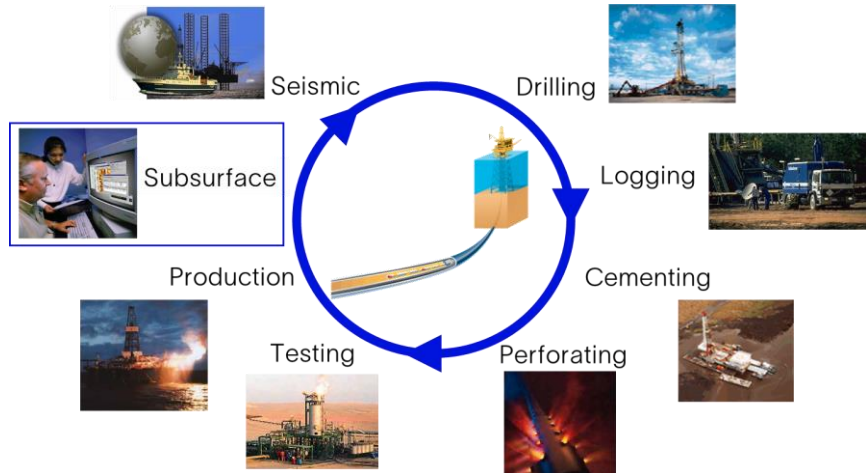 Seismic
Drilling
Subsurface
Logging
Production
Cementing
Testing
Perforating